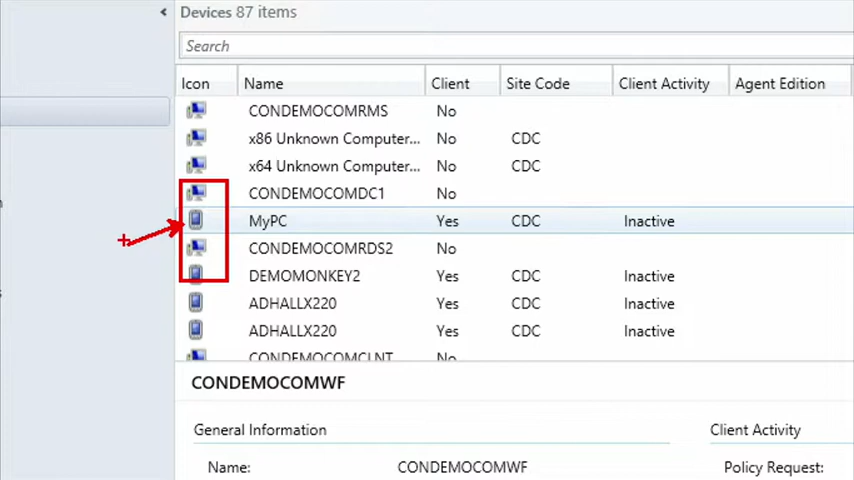 Devices 87 items
Search
Icon Name Client Site Code Client Activity Agent Edition
CONDEMOCOMRMS No
x86 Unknown Computer... No CDC
x64 Unknown Computer... No CDC
CONDEMOCOMDC1 No
MyPC Yes CDC Inactive
CONDEMOCOMRDS2 No
DEMOMONKEY2 Yes CDC Inactive
ADHALLX220 Yes CDC Inactive
ADHALLX220 Yes CDC Inactive
CONDEMOCOMCLNT No
CONDEMOCOMWF
General Information Client Activity
Name: CONDEMOCOMWF Policy Request: